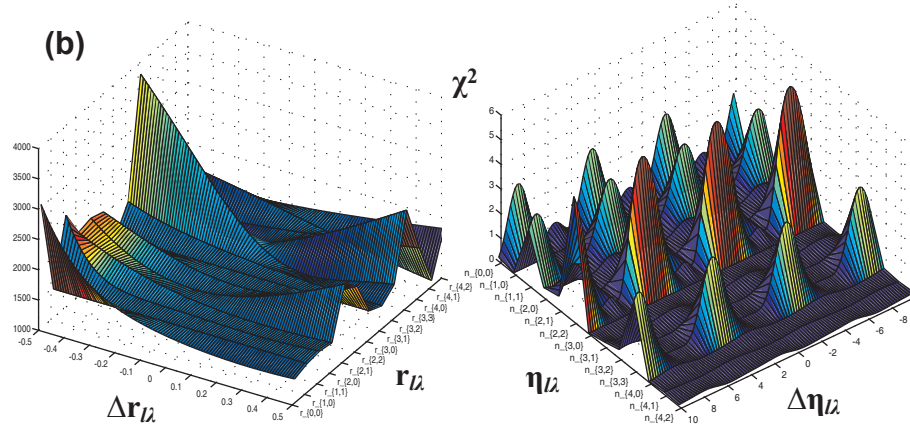 (b)
4000
3500
3000
2500
2000
1500
1000
-0.5
-0.4
-0.3
-0.2
-0.1
0
0.1
0.2
0.3
0.4
0.5
Δr_{lλ}
r_{0,0}
r_{1,0}
r_{1,1}
r_{2,0}
r_{2,1}
r_{2,2}
r_{3,0}
r_{3,1}
r_{3,2}
r_{3,3}
r_{4,0}
r_{4,1}
r_{4,2}
r_{lλ}
χ²
6
5
4
3
2
1
0
n_{0,0}
n_{1,0}
n_{1,1}
n_{2,0}
n_{2,1}
n_{2,2}
n_{3,0}
n_{3,1}
n_{3,2}
n_{3,3}
n_{4,0}
n_{4,1}
n_{4,2}
η_{lλ}
10
8
6
4
2
0
-2
-4
-6
-8
Δη_{lλ}